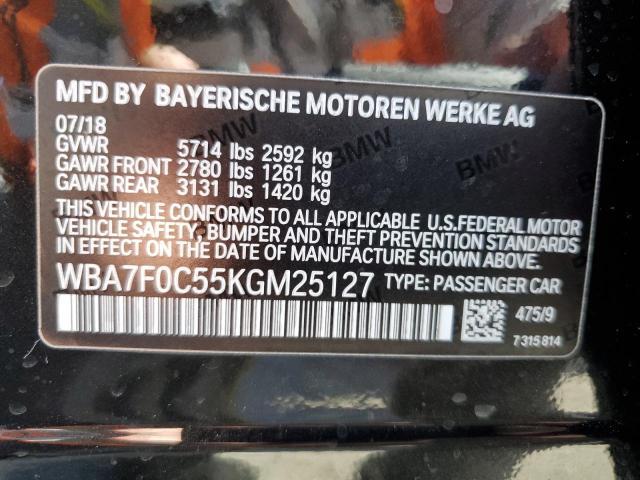 MFD BY BAYERISCHE MOTOREN WERKE AG
07/18
GVWR 5714 lbs 2592 kg
GAWR FRONT 2780 lbs 1261 kg
GAWR REAR 3131 lbs 1420 kg
THIS VEHICLE CONFORMS TO ALL APPLICABLE U.S.FEDERAL MOTOR
VEHICLE SAFETY, BUMPER AND THEFT PREVENTION STANDARDS
IN EFFECT ON THE DATE OF MANUFACTURE SHOWN ABOVE.
WBA7F0C55KGM25127 TYPE: PASSENGER CAR
475/9
7 315 814
BMW
BMW